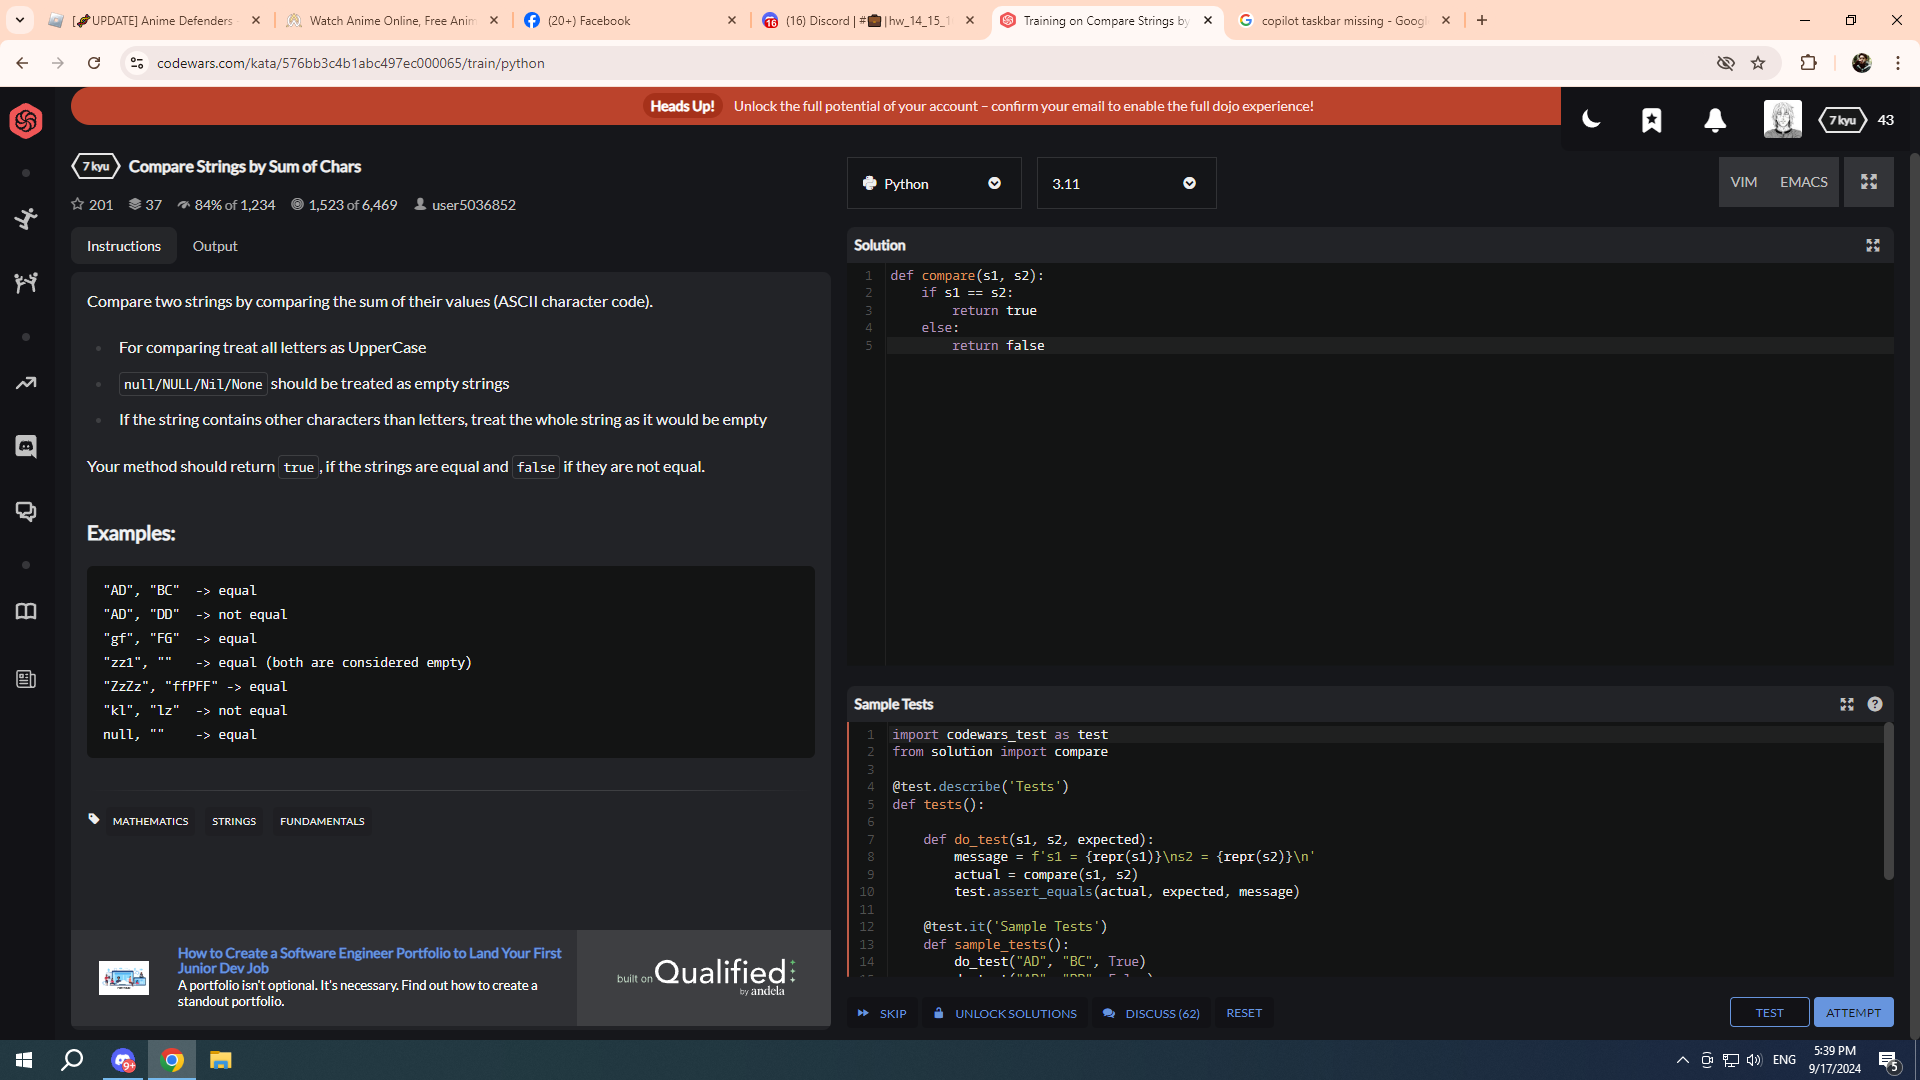 [🍬UPDATE] Anime Defenders -
Watch Anime Online, Free Anim
(20+) Facebook
(16) Discord | #💼|hw_14_15_1
Training on Compare Strings by
copilot taskbar missing - Googl
codewars.com/kata/576bb3c4b1abc497ec000065/train/python
Heads Up! Unlock the full potential of your account – confirm your email to enable the full dojo experience!
7 kyu 43
7 kyu Compare Strings by Sum of Chars
201 37 84% of 1,234 1,523 of 6,469 user5036852
Python
3.11
VIM EMACS
Instructions Output
Compare two strings by comparing the sum of their values (ASCII character code).
For comparing treat all letters as UpperCase
null/NULL/Nil/None should be treated as empty strings
If the string contains other characters than letters, treat the whole string as it would be empty
Your method should return true, if the strings are equal and false if they are not equal.
Examples:
"AD", "BC" -> equal
"AD", "DD" -> not equal
"gf", "FG" -> equal
"zz1", "" -> equal (both are considered empty)
"ZzZz", "ffPFF" -> equal
"kl", "lz" -> not equal
null, "" -> equal
MATHEMATICS STRINGS FUNDAMENTALS
How to Create a Software Engineer Portfolio to Land Your First
Junior Dev Job
A portfolio isn't optional. It's necessary. Find out how to create a
standout portfolio.
built on Qualified
by andela
Solution
1 def compare(s1, s2):
2 if s1 == s2:
3 return true
4 else:
5 return false
Sample Tests
1 import codewars_test as test
2 from solution import compare
3
4 @test.describe('Tests')
5 def tests():
6
7 def do_test(s1, s2, expected):
8 message = f's1 = {repr(s1)}\ns2 = {repr(s2)}\n'
9 actual = compare(s1, s2)
10 test.assert_equals(actual, expected, message)
11
12 @test.it('Sample Tests')
13 def sample_tests():
14 do_test("AD", "BC", True)
SKIP UNLOCK SOLUTIONS DISCUSS (62) RESET TEST ATTEMPT
9+
ENG
5:39 PM
9/17/2024
5